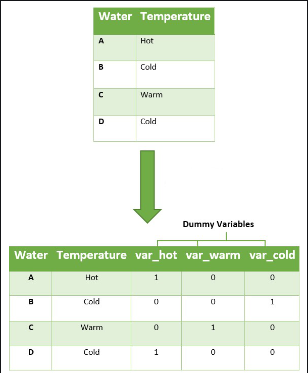 Water Temperature
A Hot
B Cold
C Warm
D Cold
Dummy Variables
Water Temperature var_hot var_warm var_cold
A Hot 1 0 0
B Cold 0 0 1
C Warm 0 1 0
D Cold 1 0 0